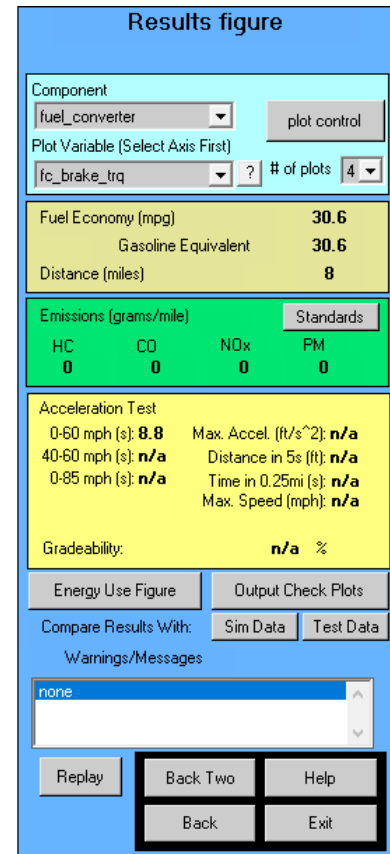 Results figure
Component
fuel_converter
plot control
Plot Variable (Select Axis First)
fc_brake_trq ? # of plots 4
Fuel Economy (mpg) 30.6
Gasoline Equivalent 30.6
Distance (miles) 8
Emissions (grams/mile) Standards
HC CO NOx PM
0 0 0 0
Acceleration Test
0-60 mph (s): 8.8 Max. Accel. (ft/s^2): n/a
40-60 mph (s): n/a Distance in 5s (ft): n/a
0-85 mph (s): n/a Time in 0.25mi (s): n/a
Max. Speed (mph): n/a
Gradeability: n/a %
Energy Use Figure Output Check Plots
Compare Results With: Sim Data Test Data
Warnings/Messages
none
Replay Back Two Help
Back Exit